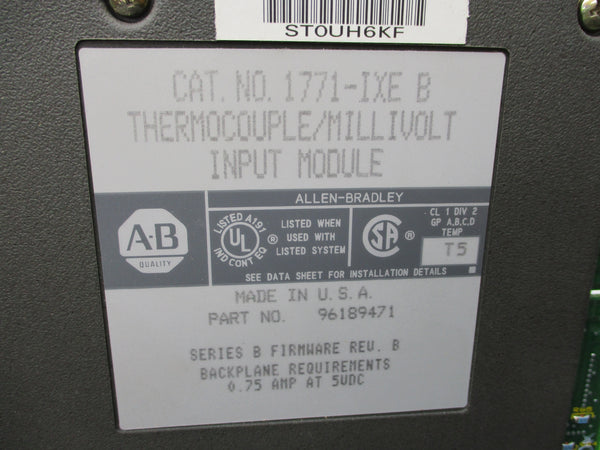 ST0UH6KF
CAT. NO. 1771-IXE B
THERMOCOUPLE/MILLIVOLT
INPUT MODULE
ALLEN-BRADLEY
A-B
QUALITY
LISTED A191
UL
IND CONT EQ
®
LISTED WHEN
USED WITH
LISTED SYSTEM
SA
®
CL 1 DIV 2
GP A,B,C,D
TEMP
T5
SEE DATA SHEET FOR INSTALLATION DETAILS
MADE IN U.S.A.
PART NO. 96189471
SERIES B FIRMWARE REV. B
BACKPLANE REQUIREMENTS
0.75 AMP AT 5VDC